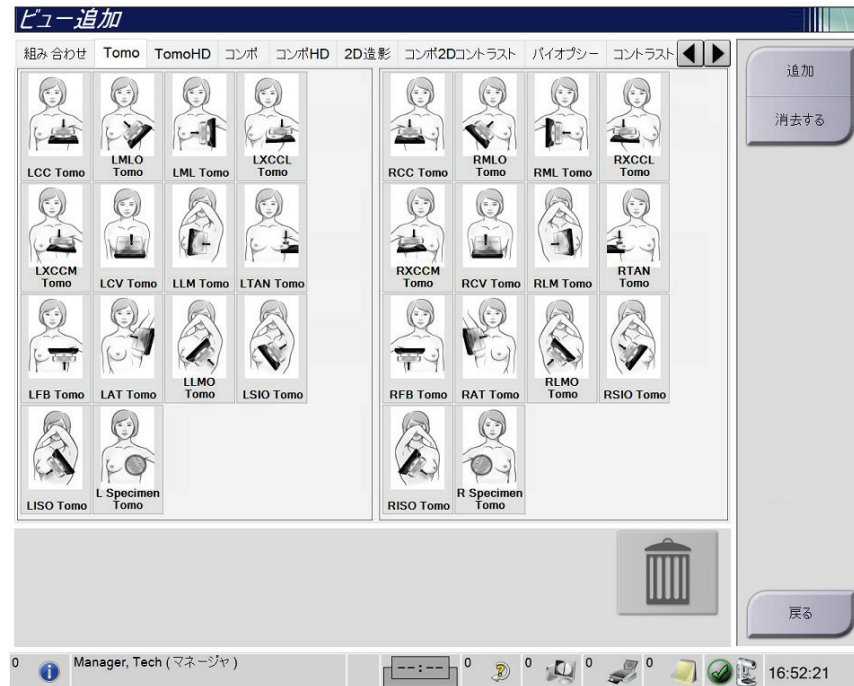 ビュー追加
組み合わせ Tomo TomoHD コンボ コンボHD 2D造影 コンボ2Dコントラスト バイオプシー コントラスト
追加
消去する
LCC Tomo
LMLO
Tomo
LML Tomo
LXCCL
Tomo
RCC Tomo
RMLO
Tomo
RML Tomo
RXCCL
Tomo
LXCCM
Tomo
LCV Tomo
LLM Tomo
LTAN Tomo
RXCCM
Tomo
RCV Tomo
RLM Tomo
RTAN
Tomo
LFB Tomo
LAT Tomo
LLMO
Tomo
LSIO Tomo
RFB Tomo
RAT Tomo
RLMO
Tomo
RSIO Tomo
LISO Tomo
L Specimen
Tomo
RISO Tomo
R Specimen
Tomo
戻る
0 Manager, Tech (マネージャ) --:-- 0 0 0 0 16:52:21